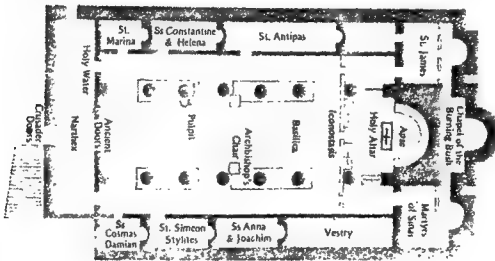 St.
Marina
Ss Constantine
& Helena
St. Antipas
St. James
Holy Water
Narthex
Ancient
Doors
Crusader
Doors
Pulpit
Archbishop's
Chair
Basilica
Iconostasis
Holy Altar
Apse
Chapel of the
Burning Bush
Martyrs
of Sinai
Ss
Cosmas
Damian
St. Simeon
Stylites
Ss Anna
& Joachim
Vestry